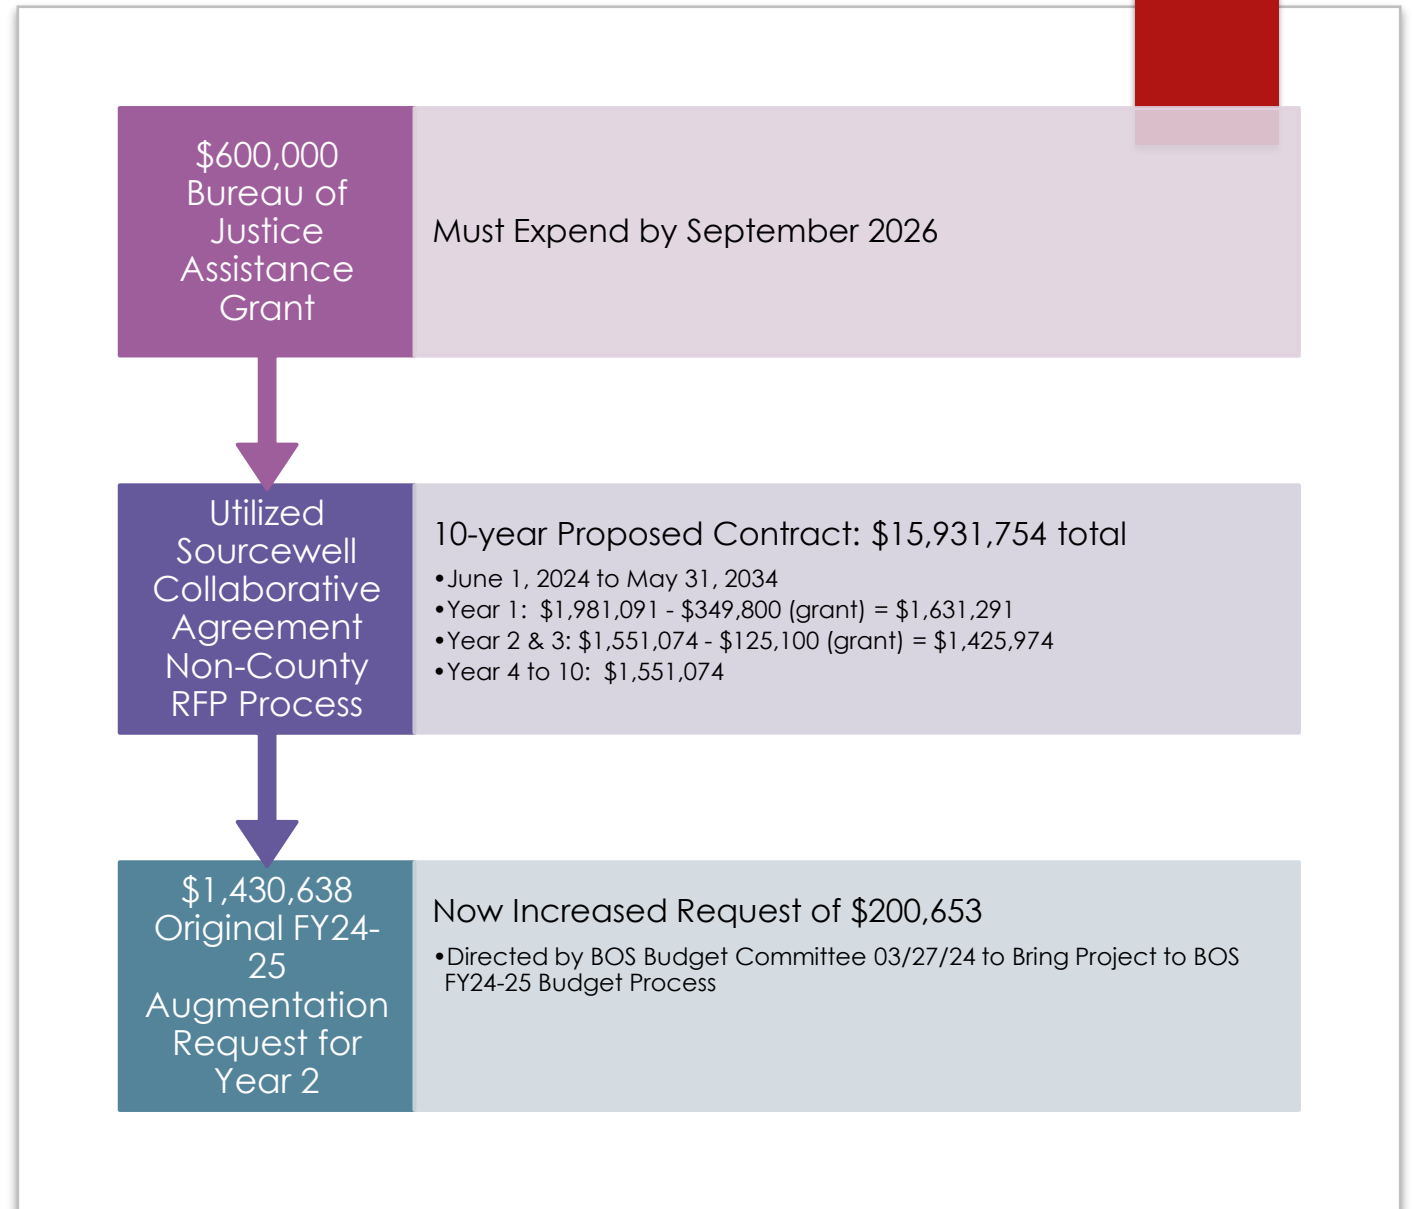 $600,000
Bureau of
Justice
Assistance
Grant
Must Expend by September 2026
Utilized
Sourcewell
Collaborative
Agreement
Non-County
RFP Process
10-year Proposed Contract: $15,931,754 total
•June 1, 2024 to May 31, 2034
•Year 1:  $1,981,091 - $349,800 (grant) = $1,631,291
•Year 2 & 3: $1,551,074 - $125,100 (grant) = $1,425,974
•Year 4 to 10:  $1,551,074
$1,430,638
Original FY24-
25
Augmentation
Request for
Year 2
Now Increased Request of $200,653
•Directed by BOS Budget Committee 03/27/24 to Bring Project to BOS
FY24-25 Budget Process